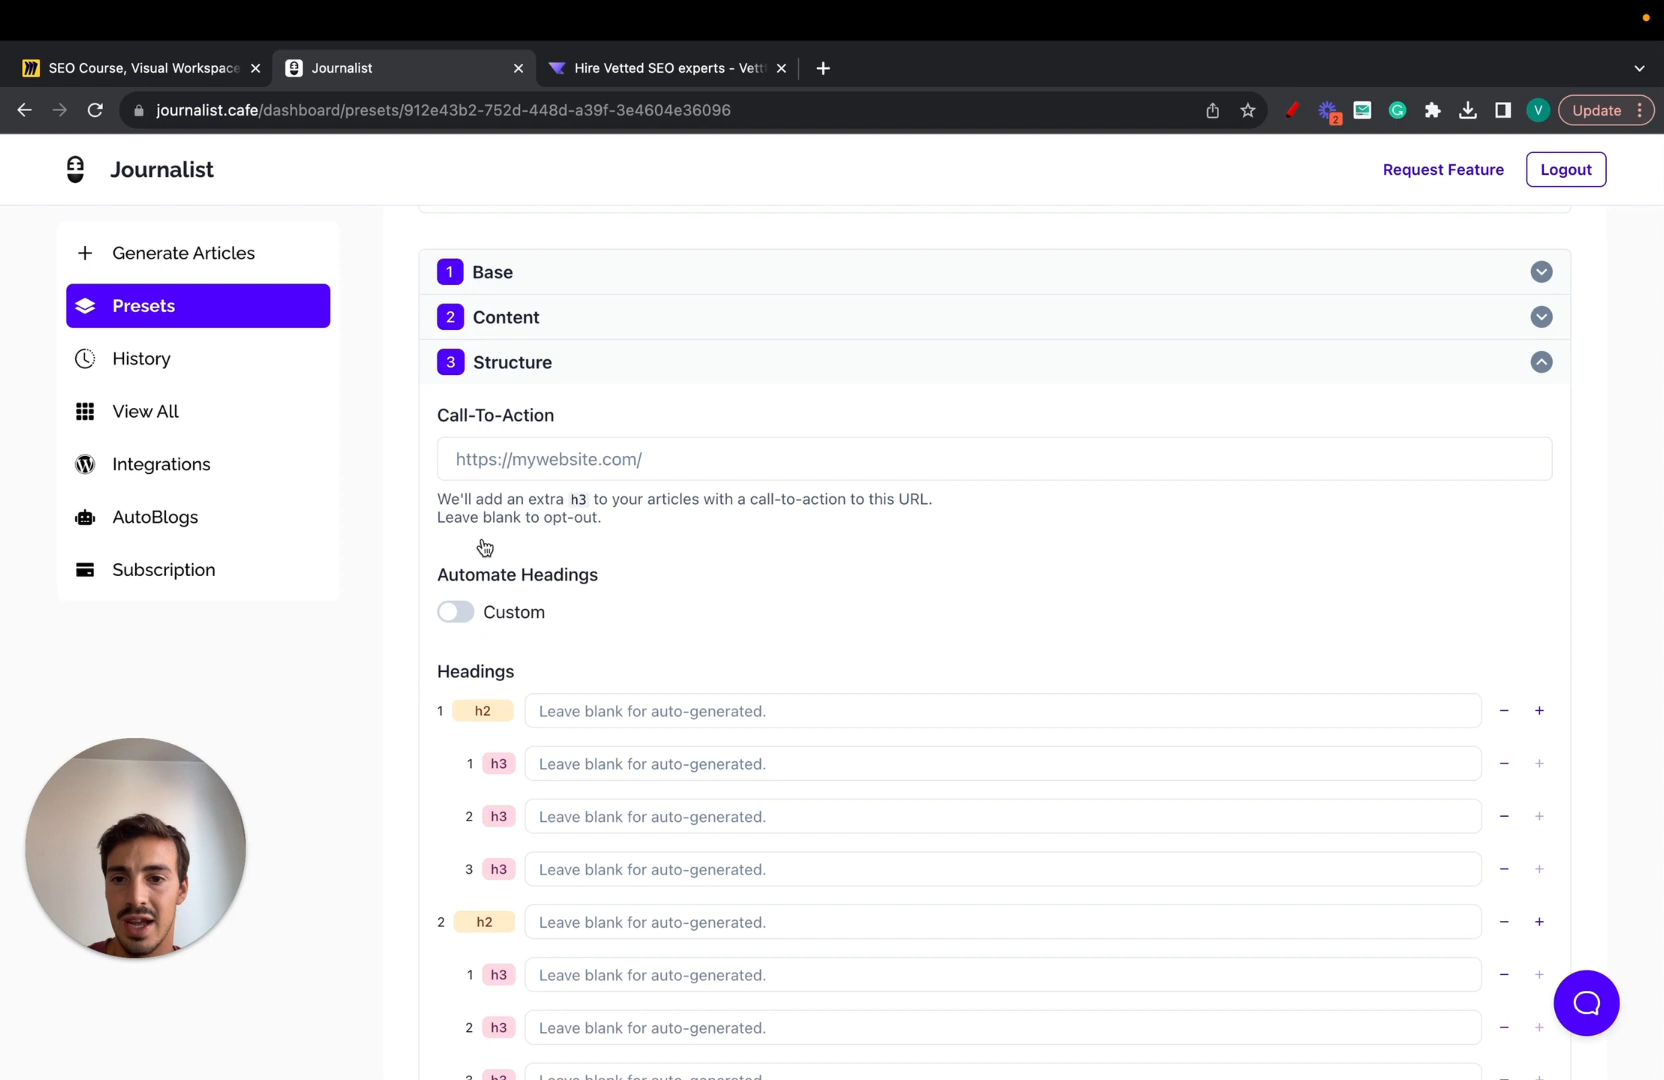 SEO Course, Visual Workspace
Journalist
Hire Vetted SEO experts - Vett
journalist.cafe/dashboard/presets/912e43b2-752d-448d-a39f-3e4604e36096
2
V
Update
Journalist
Request Feature
Logout
Generate Articles
Presets
History
View All
Integrations
AutoBlogs
Subscription
1 Base
2 Content
3 Structure
Call-To-Action
https://mywebsite.com/
We'll add an extra h3 to your articles with a call-to-action to this URL.
Leave blank to opt-out.
Automate Headings
Custom
Headings
1 h2 Leave blank for auto-generated. - +
1 h3 Leave blank for auto-generated. - +
2 h3 Leave blank for auto-generated. - +
3 h3 Leave blank for auto-generated. - +
2 h2 Leave blank for auto-generated. - +
1 h3 Leave blank for auto-generated. - +
2 h3 Leave blank for auto-generated. - +
3 h3 Leave blank for auto-generated.